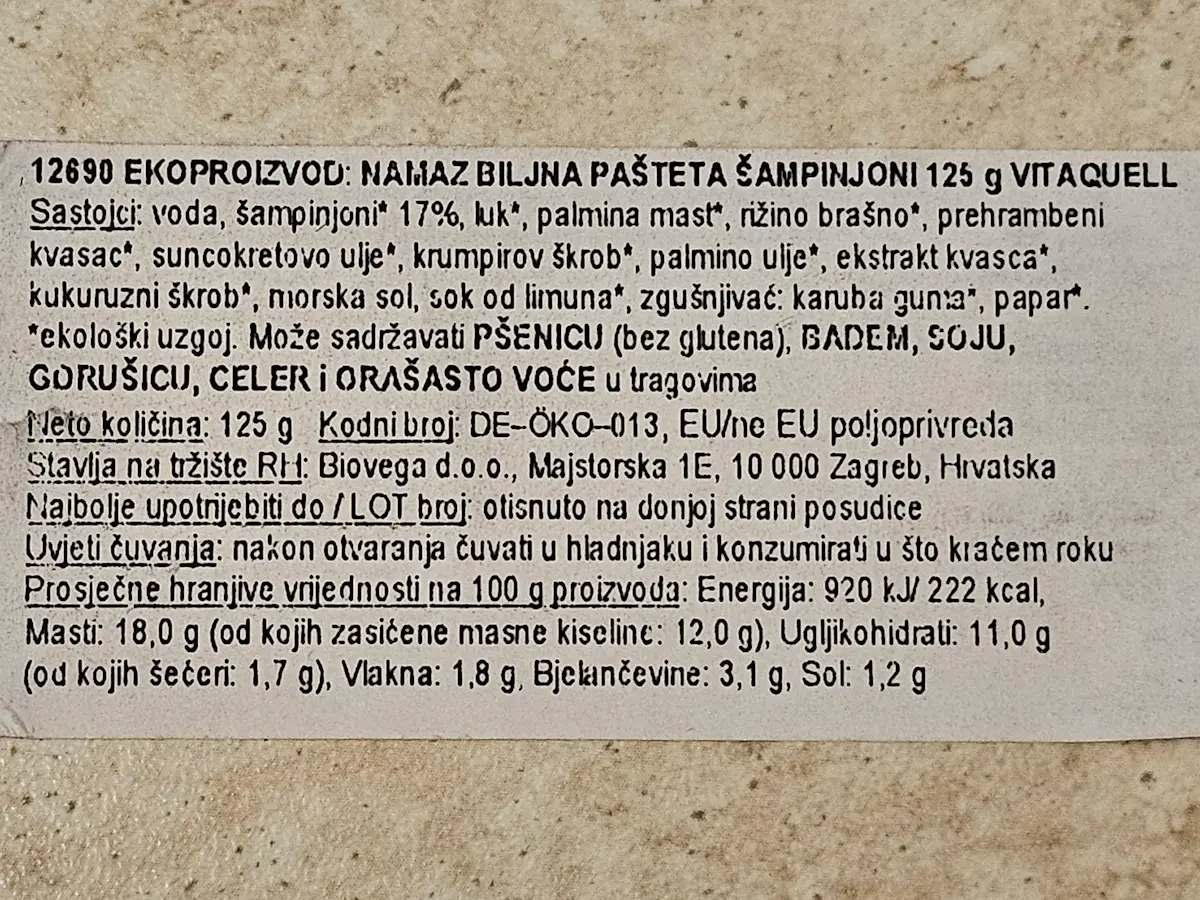 12690 EKOPROIZVOD: NAMAZ BILJNA PAŠTETA ŠAMPINJONI 125 g VITAQUELL
Sastojci: voda, šampinjoni* 17%, luk*, palmina mast*, rižino brašno*, prehrambeni
kvasac*, suncokretovo ulje*, krumpirov škrob*, palmino ulje*, ekstrakt kvasca*,
kukuruzni škrob*, morska sol, sok od limuna*, zgušnjivač: karuba guma*, papar*.
*ekološki uzgoj. Može sadržavati PŠENICU (bez glutena), BADEM, SOJU,
GORUŠICU, CELER i ORAŠASTO VOĆE u tragovima
Neto količina: 125 g Kodni broj: DE-ÖKO-013, EU/ne EU poljoprivreda
Stavlja na tržište RH: Biovega d.o.o., Majstorska 1E, 10 000 Zagreb, Hrvatska
Najbolje upotrijebiti do / LOT broj: otisnuto na donjoj strani posudice
Uvjeti čuvanja: nakon otvaranja čuvati u hladnjaku i konzumirati u što kraćem roku
Prosječne hranjive vrijednosti na 100 g proizvoda: Energija: 920 kJ/ 222 kcal,
Masti: 18,0 g (od kojih zasićene masne kiseline: 12,0 g), Ugljikohidrati: 11,0 g
(od kojih šećeri: 1,7 g), Vlakna: 1,8 g, Bjelančevine: 3,1 g, Sol: 1,2 g